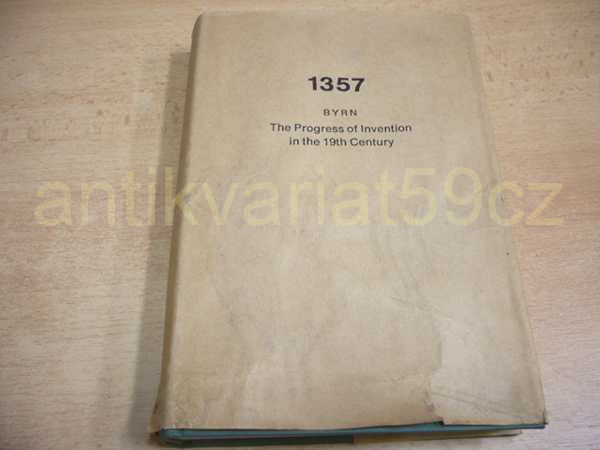 1357
BYRN
The Progress of Invention
in the 19th Century
antikvariat59cz